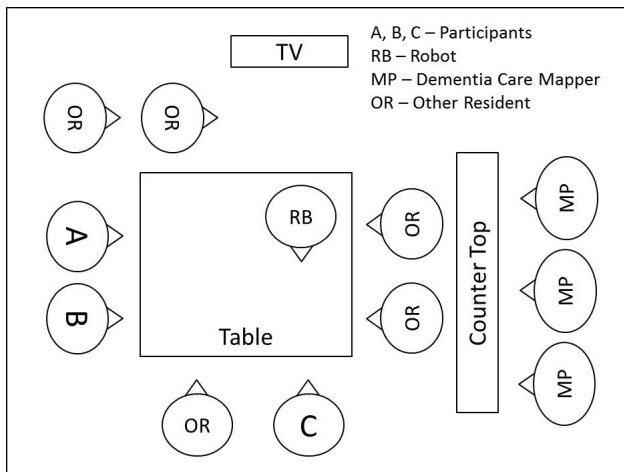 TV
A, B, C – Participants
RB – Robot
MP – Dementia Care Mapper
OR – Other Resident
OR
OR
A
B
RB
Table
OR
OR
OR
C
Counter Top
MP
MP
MP